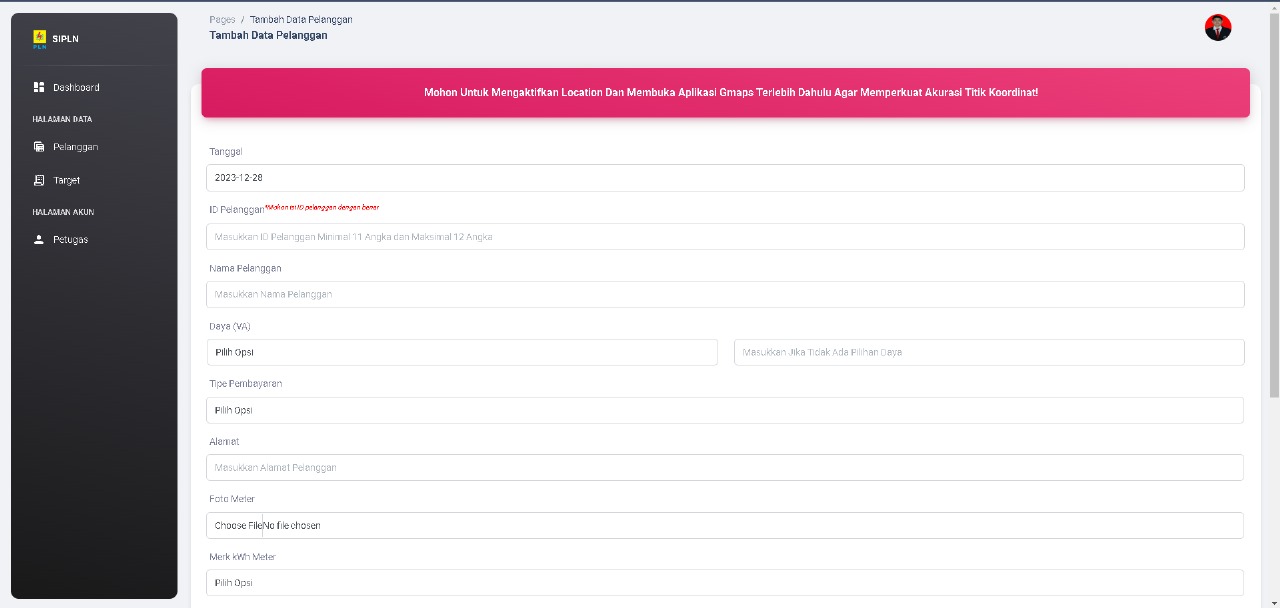 SIPLN
PLN
Dashboard
HALAMAN DATA
Pelanggan
Target
HALAMAN AKUN
Petugas
Pages / Tambah Data Pelanggan
Tambah Data Pelanggan
Mohon Untuk Mengaktifkan Location Dan Membuka Aplikasi Gmaps Terlebih Dahulu Agar Memperkuat Akurasi Titik Koordinat!
Tanggal
2023-12-28
ID Pelanggan*Mohon isi ID pelanggan dengan benar
Masukkan ID Pelanggan Minimal 11 Angka dan Maksimal 12 Angka
Nama Pelanggan
Masukkan Nama Pelanggan
Daya (VA)
Pilih Opsi
Masukkan Jika Tidak Ada Pilihan Daya
Tipe Pembayaran
Pilih Opsi
Alamat
Masukkan Alamat Pelanggan
Foto Meter
Choose File No file chosen
Merk kWh Meter
Pilih Opsi